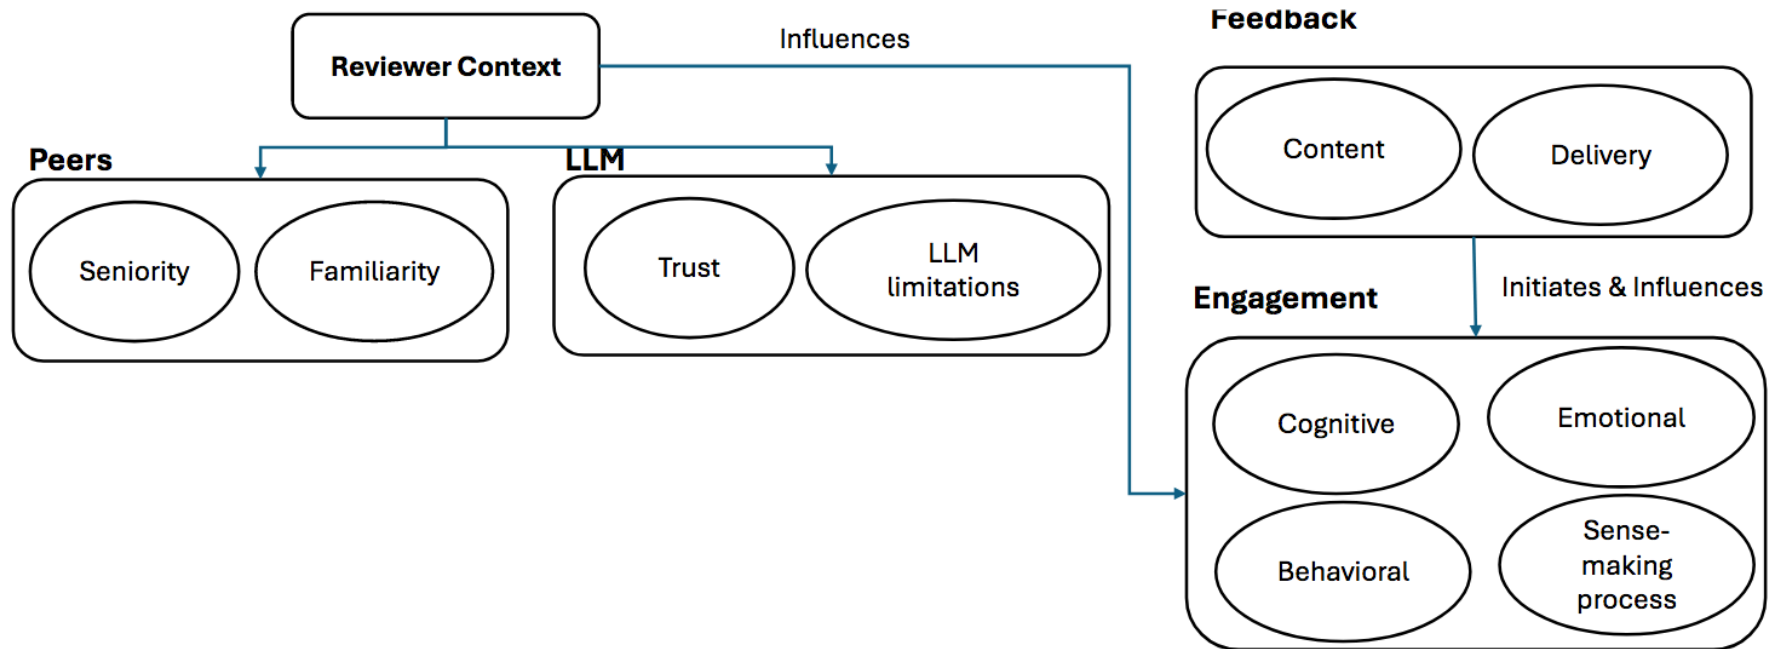 Feedback
Influences
Reviewer Context
Content
Delivery
Peers
LLM
Seniority
Familiarity
Trust
LLM
limitations
Initiates & Influences
Engagement
Cognitive
Emotional
Behavioral
Sense-
making
process